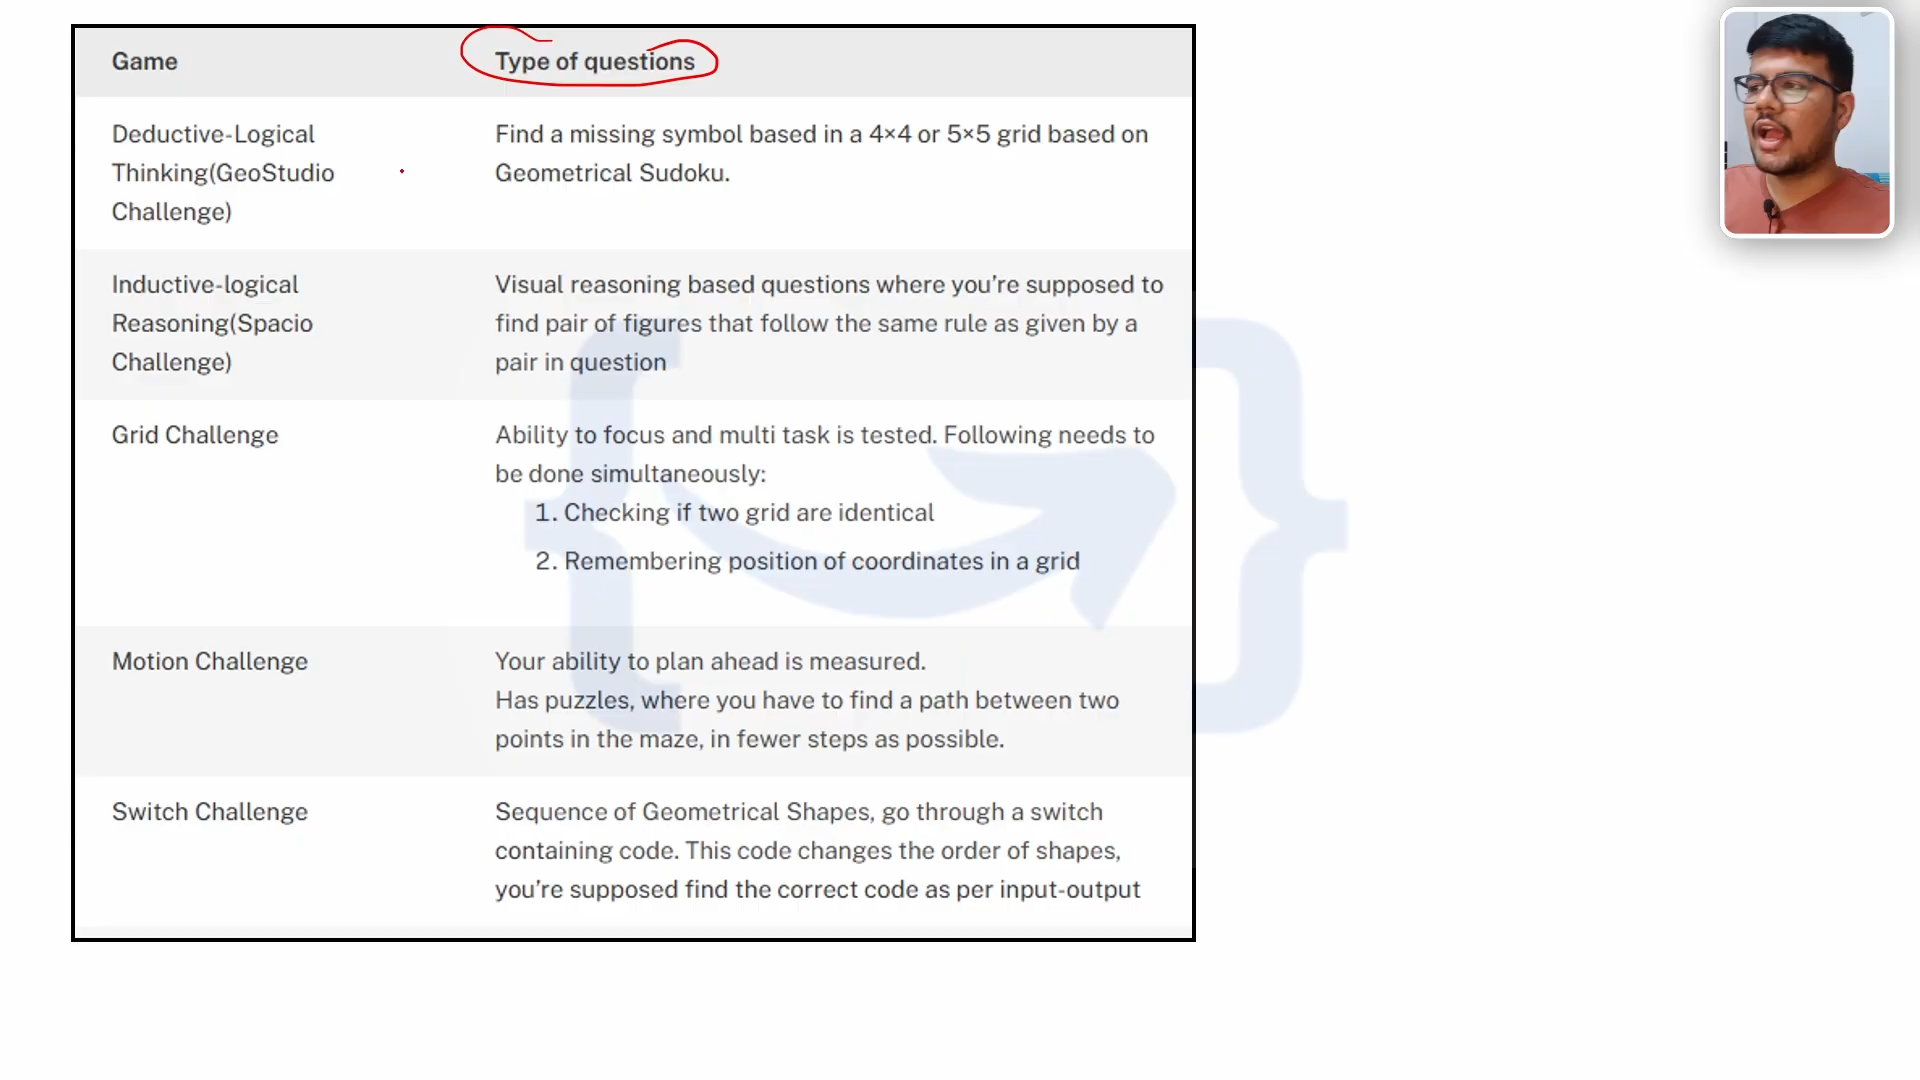 Game Type of questions
Deductive-Logical Find a missing symbol based in a 4×4 or 5×5 grid based on
Thinking(GeoStudio Geometrical Sudoku.
Challenge)
Inductive-logical Visual reasoning based questions where you’re supposed to
Reasoning(Spacio find pair of figures that follow the same rule as given by a
Challenge) pair in question
Grid Challenge Ability to focus and multi task is tested. Following needs to
be done simultaneously:
1. Checking if two grid are identical
2. Remembering position of coordinates in a grid
Motion Challenge Your ability to plan ahead is measured.
Has puzzles, where you have to find a path between two
points in the maze, in fewer steps as possible.
Switch Challenge Sequence of Geometrical Shapes, go through a switch
containing code. This code changes the order of shapes,
you’re supposed find the correct code as per input-output